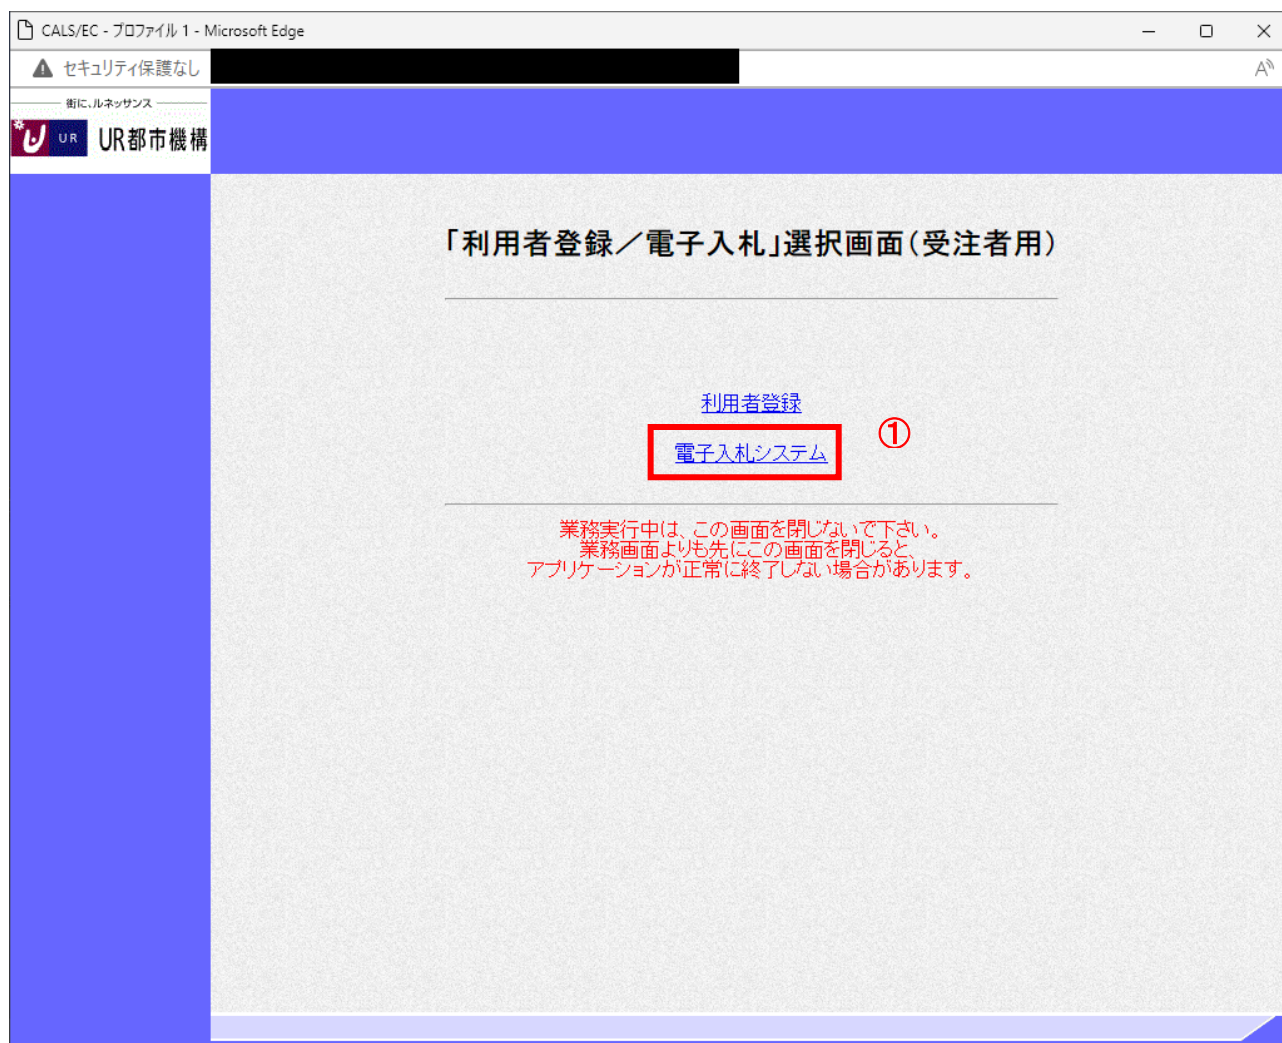 CALS/EC - プロファイル 1 - Microsoft Edge
セキュリティ保護なし
街に、ルネッサンス
UR UR都市機構
「利用者登録／電子入札」選択画面（受注者用）
利用者登録
①
電子入札システム
業務実行中は、この画面を閉じないで下さい。
業務画面よりも先にこの画面を閉じると、
アプリケーションが正常に終了しない場合があります。